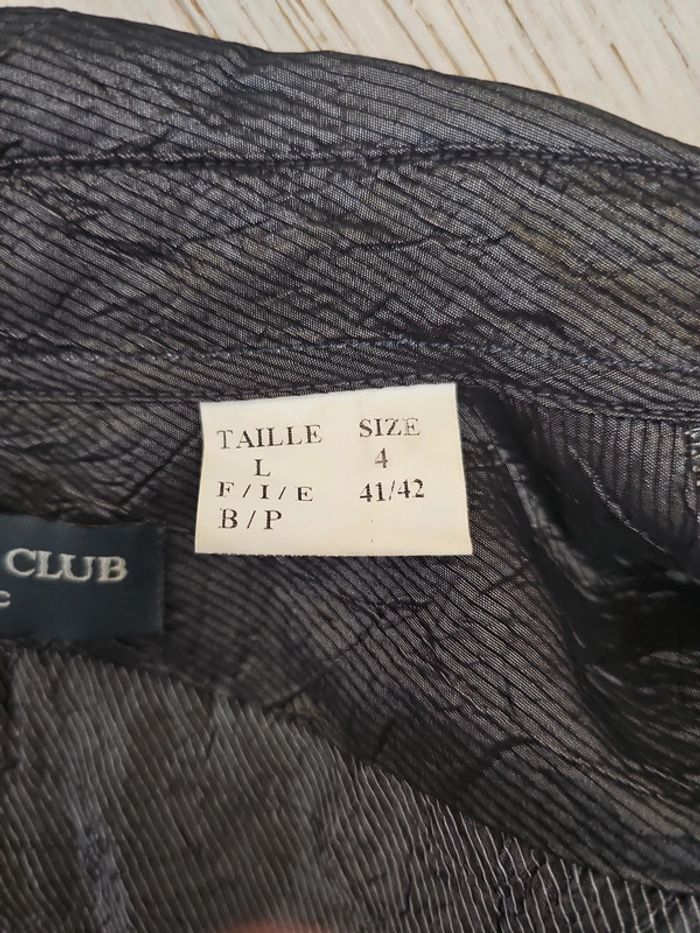 TAILLE SIZE
L 4
F / I / E 41/42
B / P
CLUB
C